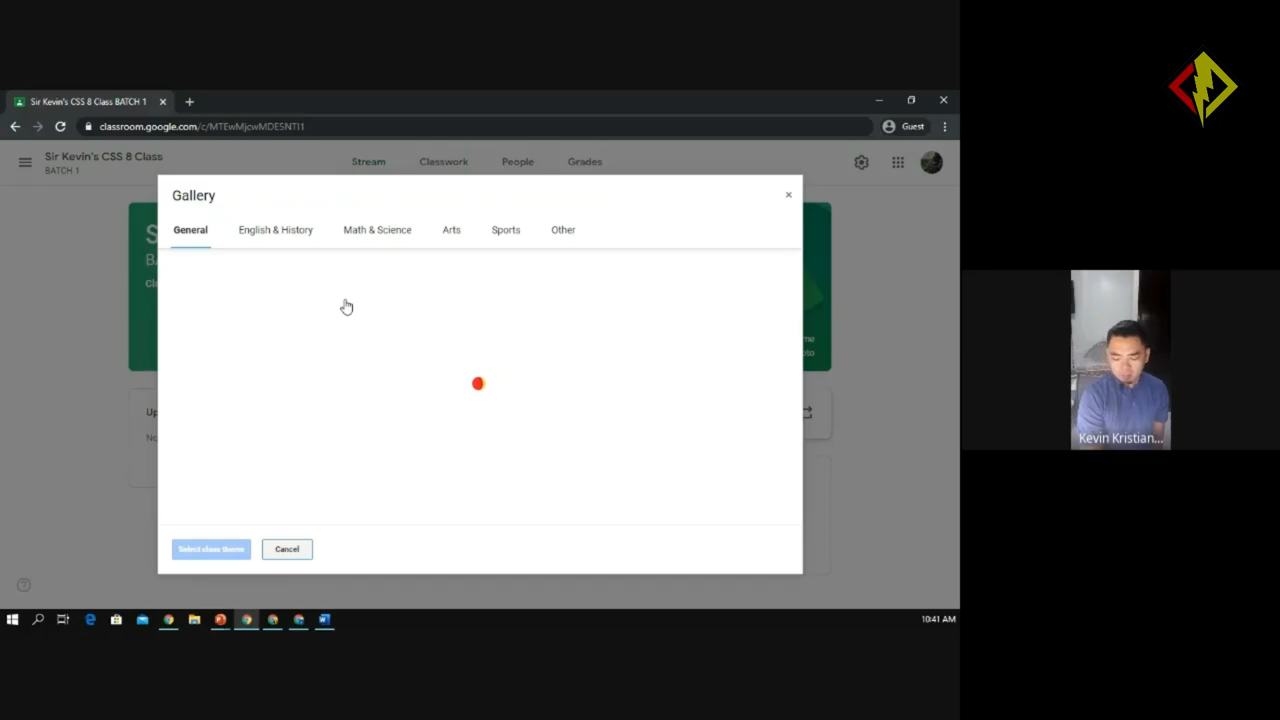 Sir Kevin's CSS 8 Class BATCH 1
classroom.google.com/c/MTEwMjcwMDE5NTI1
Guest
Sir Kevin's CSS 8 Class
BATCH 1
Stream
Classwork
People
Grades
Gallery
General
English & History
Math & Science
Arts
Sports
Other
Select class theme
Cancel
Kevin Kristian...
10:41 AM